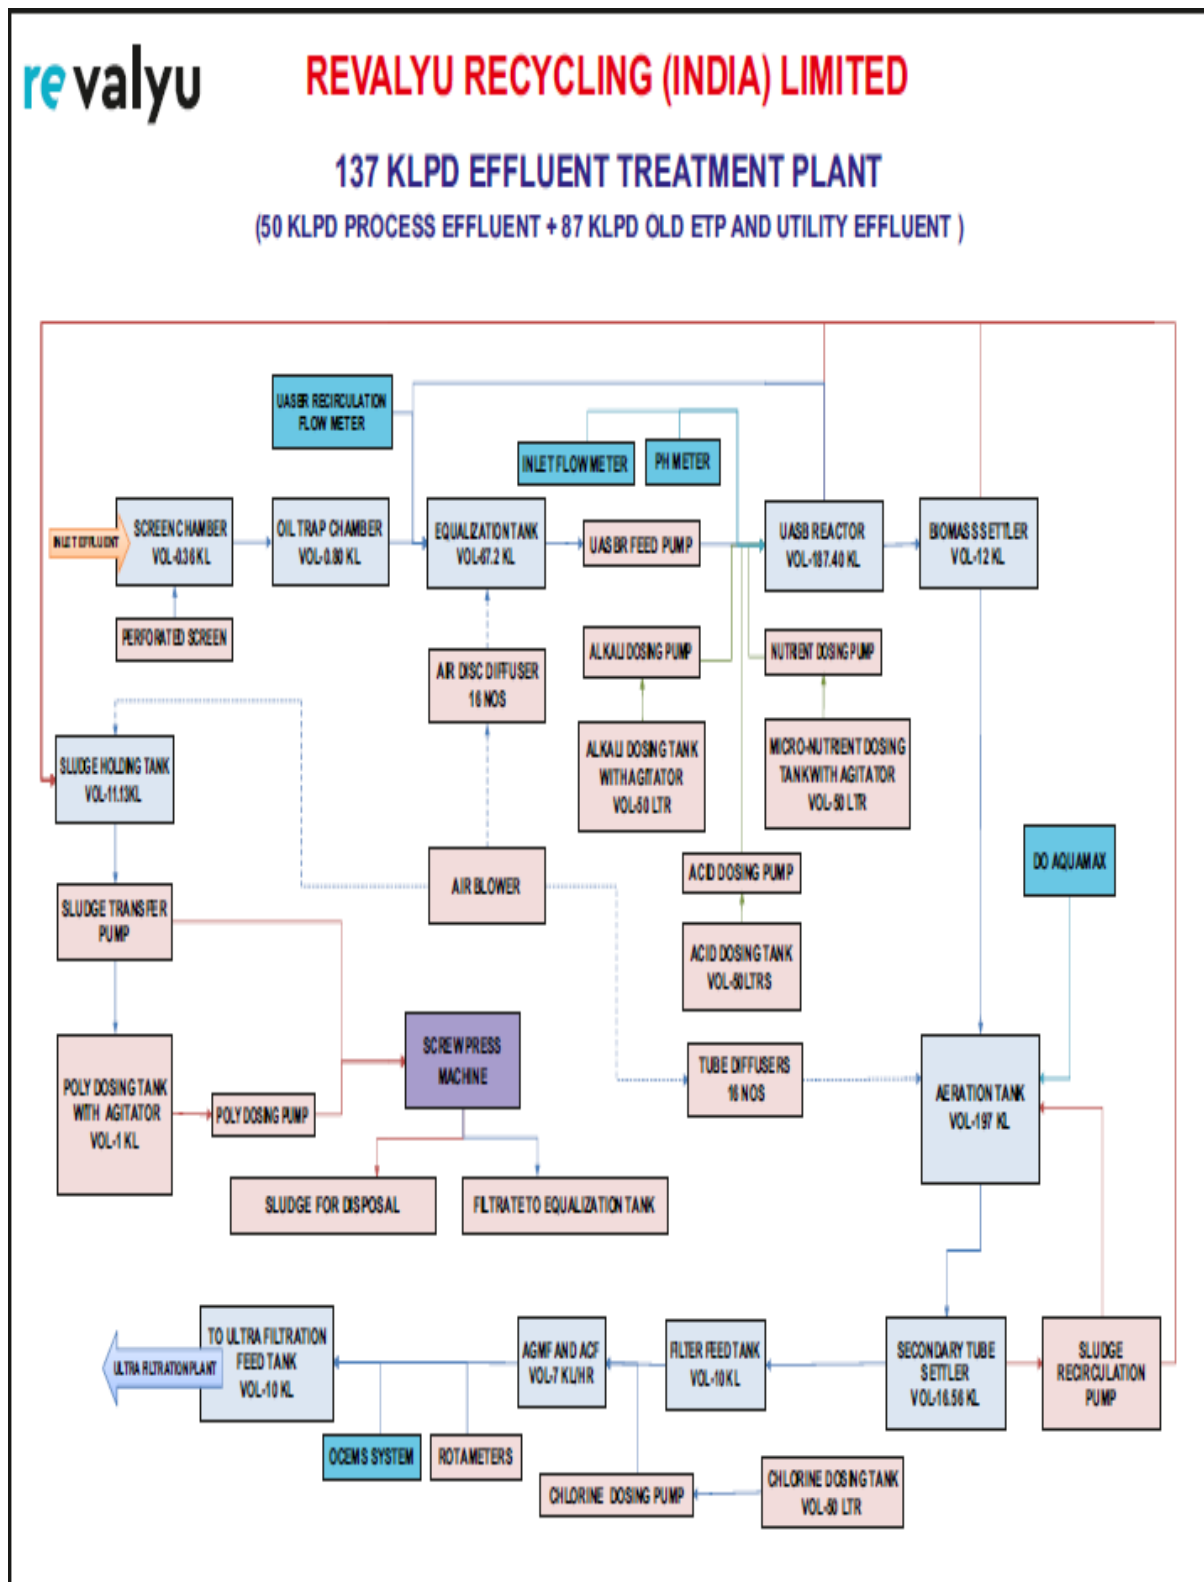 revalyu
REVALYU RECYCLING (INDIA) LIMITED
137 KLPD EFFLUENT TREATMENT PLANT
(50 KLPD PROCESS EFFLUENT + 87 KLPD OLD ETP AND UTILITY EFFLUENT )
UASBR RECIRCULATION
FLOW METER
INLET FLOW METER
PH METER
INLET EFFLUENT
SCREEN CHAMBER
VOL-0.36 KL
OIL TRAP CHAMBER
VOL-0.80 KL
EQUALIZATION TANK
VOL-67.2 KL
UASBR FEED PUMP
UASB REACTOR
VOL-187.40 KL
BIOMASS SETTLER
VOL-12 KL
PERFORATED SCREEN
AIR DISC DIFFUSER
16 NOS
ALKALI DOSING PUMP
NUTRIENT DOSING PUMP
SLUDGE HOLDING TANK
VOL-11.13KL
ALKALI DOSING TANK
WITH AGITATOR
VOL-50 LTR
MICRO-NUTRIENT DOSING
TANK WITH AGITATOR
VOL-50 LTR
AIR BLOWER
ACID DOSING PUMP
DO AQUAMAX
SLUDGE TRANSFER
PUMP
ACID DOSING TANK
VOL-50LTRS
SCREW PRESS
MACHINE
POLY DOSING TANK
WITH AGITATOR
VOL-1 KL
POLY DOSING PUMP
TUBE DIFFUSERS
16 NOS
AERATION TANK
VOL-197 KL
SLUDGE FOR DISPOSAL
FILTRATE TO EQUALIZATION TANK
ULTRA FILTRATION PLANT
TO ULTRA FILTRATION
FEED TANK
VOL-10 KL
AGMF AND ACF
VOL-7 KL/HR
FILTER FEED TANK
VOL-10 KL
SECONDARY TUBE
SETTLER
VOL-16.56 KL
SLUDGE
RECIRCULATION
PUMP
OCEMS SYSTEM
ROTAMETERS
CHLORINE DOSING PUMP
CHLORINE DOSING TANK
VOL-50 LTR